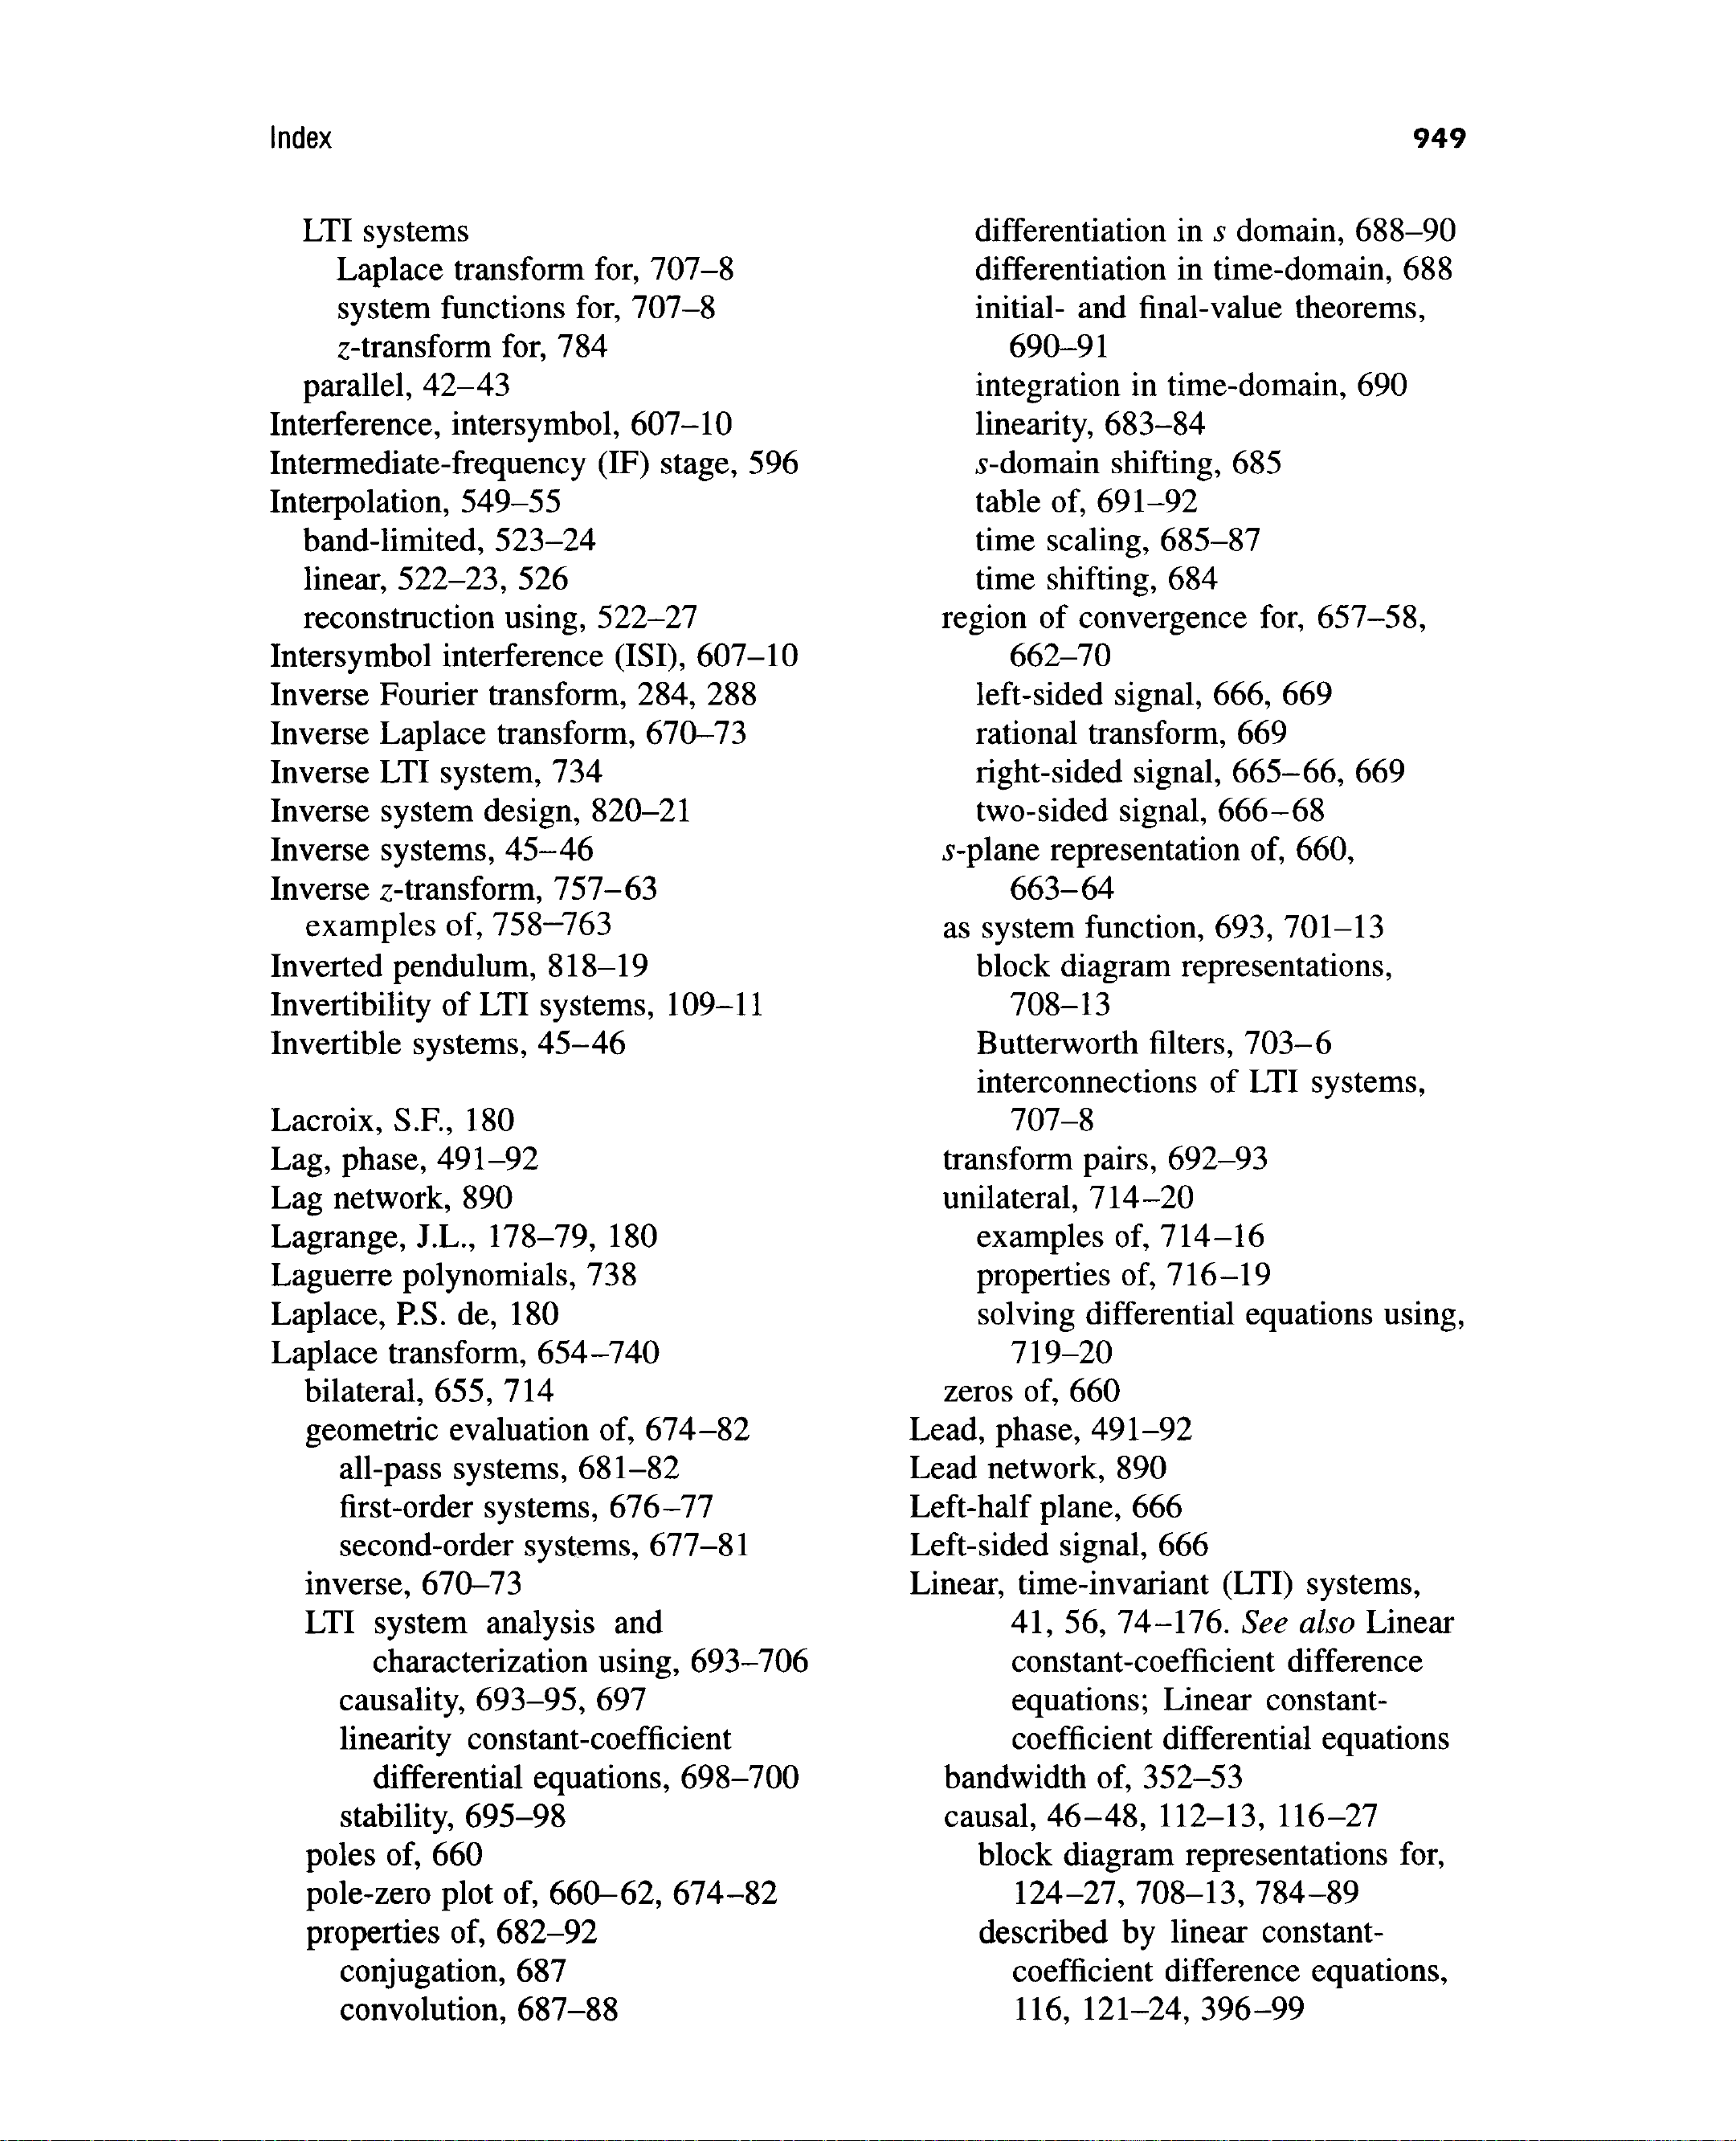 Index
949
LTI systems
Laplace transform for, 707–8
system functions for, 707–8
z-transform for, 784
parallel, 42–43
Interference, intersymbol, 607–10
Intermediate-frequency (IF) stage, 596
Interpolation, 549–55
band-limited, 523–24
linear, 522–23, 526
reconstruction using, 522–27
Intersymbol interference (ISI), 607–10
Inverse Fourier transform, 284, 288
Inverse Laplace transform, 670–73
Inverse LTI system, 734
Inverse system design, 820–21
Inverse systems, 45–46
Inverse z-transform, 757–63
examples of, 758–763
Inverted pendulum, 818–19
Invertibility of LTI systems, 109–11
Invertible systems, 45–46
Lacroix, S.F., 180
Lag, phase, 491–92
Lag network, 890
Lagrange, J.L., 178–79, 180
Laguerre polynomials, 738
Laplace, P.S. de, 180
Laplace transform, 654–740
bilateral, 655, 714
geometric evaluation of, 674–82
all-pass systems, 681–82
first-order systems, 676–77
second-order systems, 677–81
inverse, 670–73
LTI system analysis and
characterization using, 693–706
causality, 693–95, 697
linearity constant-coefficient
differential equations, 698–700
stability, 695–98
poles of, 660
pole-zero plot of, 660–62, 674–82
properties of, 682–92
conjugation, 687
convolution, 687–88
differentiation in s domain, 688–90
differentiation in time-domain, 688
initial- and final-value theorems,
690–91
integration in time-domain, 690
linearity, 683–84
s-domain shifting, 685
table of, 691–92
time scaling, 685–87
time shifting, 684
region of convergence for, 657–58,
662–70
left-sided signal, 666, 669
rational transform, 669
right-sided signal, 665–66, 669
two-sided signal, 666–68
s-plane representation of, 660,
663–64
as system function, 693, 701–13
block diagram representations,
708–13
Butterworth filters, 703–6
interconnections of LTI systems,
707–8
transform pairs, 692–93
unilateral, 714–20
examples of, 714–16
properties of, 716–19
solving differential equations using,
719–20
zeros of, 660
Lead, phase, 491–92
Lead network, 890
Left-half plane, 666
Left-sided signal, 666
Linear, time-invariant (LTI) systems,
41, 56, 74–176. See also Linear
constant-coefficient difference
equations; Linear constant-
coefficient differential equations
bandwidth of, 352–53
causal, 46–48, 112–13, 116–27
block diagram representations for,
124–27, 708–13, 784–89
described by linear constant-
coefficient difference equations,
116, 121–24, 396–99